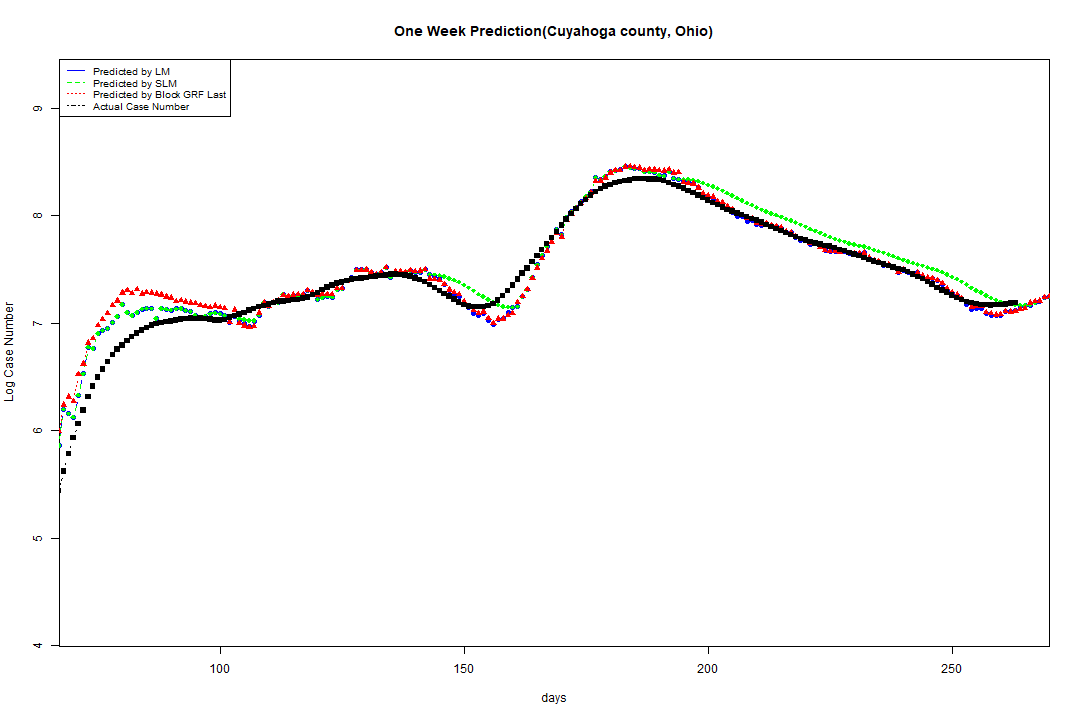 One Week Prediction(Cuyahoga county, Ohio)
Predicted by LM
Predicted by SLM
Predicted by Block GRF Last
Actual Case Number
9
8
7
6
5
4
Log Case Number
100 150 200 250
days